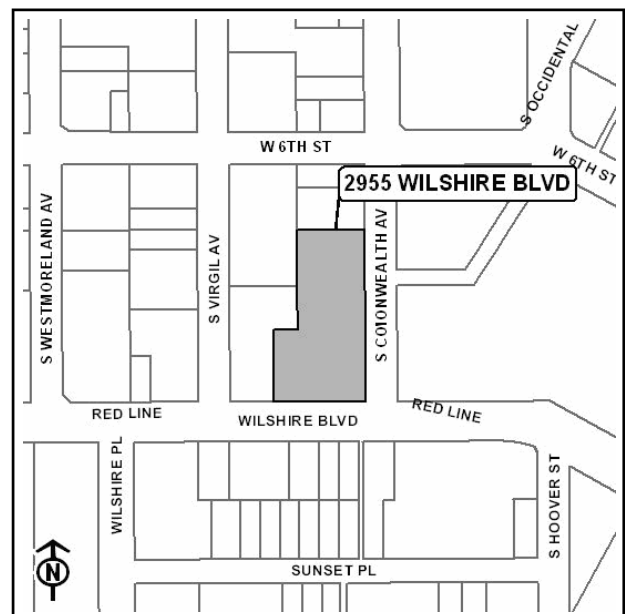 S OCCIDENTAL
W 6TH ST
W 6TH ST
2955 WILSHIRE BLVD
S WESTMORELAND AV
S VIRGIL AV
S COIONWEALTH AV
RED LINE
WILSHIRE BLVD
RED LINE
WILSHIRE PL
S HOOVER ST
SUNSET PL
N